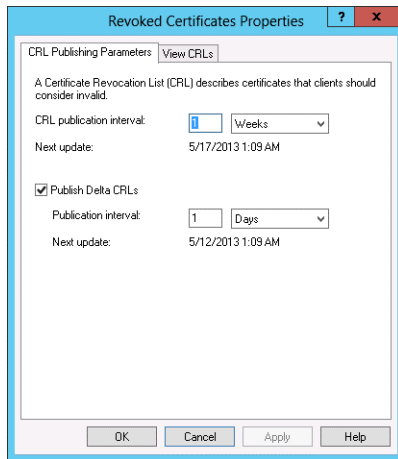 Revoked Certificates Properties ? x
CRL Publishing Parameters View CRLs
A Certificate Revocation List (CRL) describes certificates that clients should
consider invalid.
CRL publication interval: 1 Weeks
Next update: 5/17/2013 1:09 AM
Publish Delta CRLs
Publication interval: 1 Days
Next update: 5/12/2013 1:09 AM
OK Cancel Apply Help